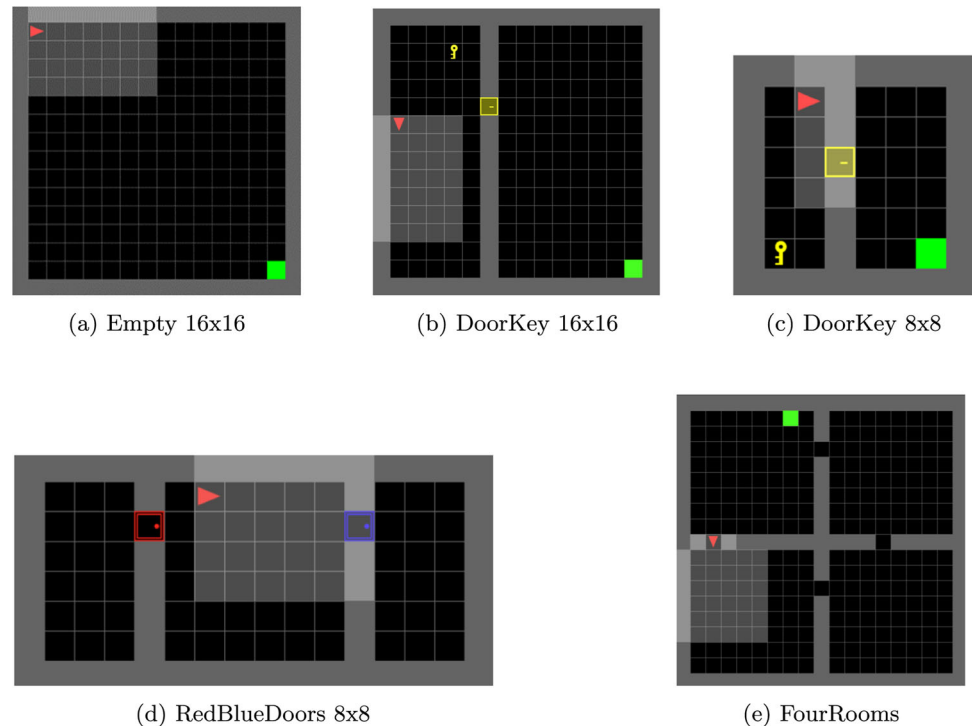 (a) Empty 16x16
(b) DoorKey 16x16
(c) DoorKey 8x8
(d) RedBlueDoors 8x8
(e) FourRooms